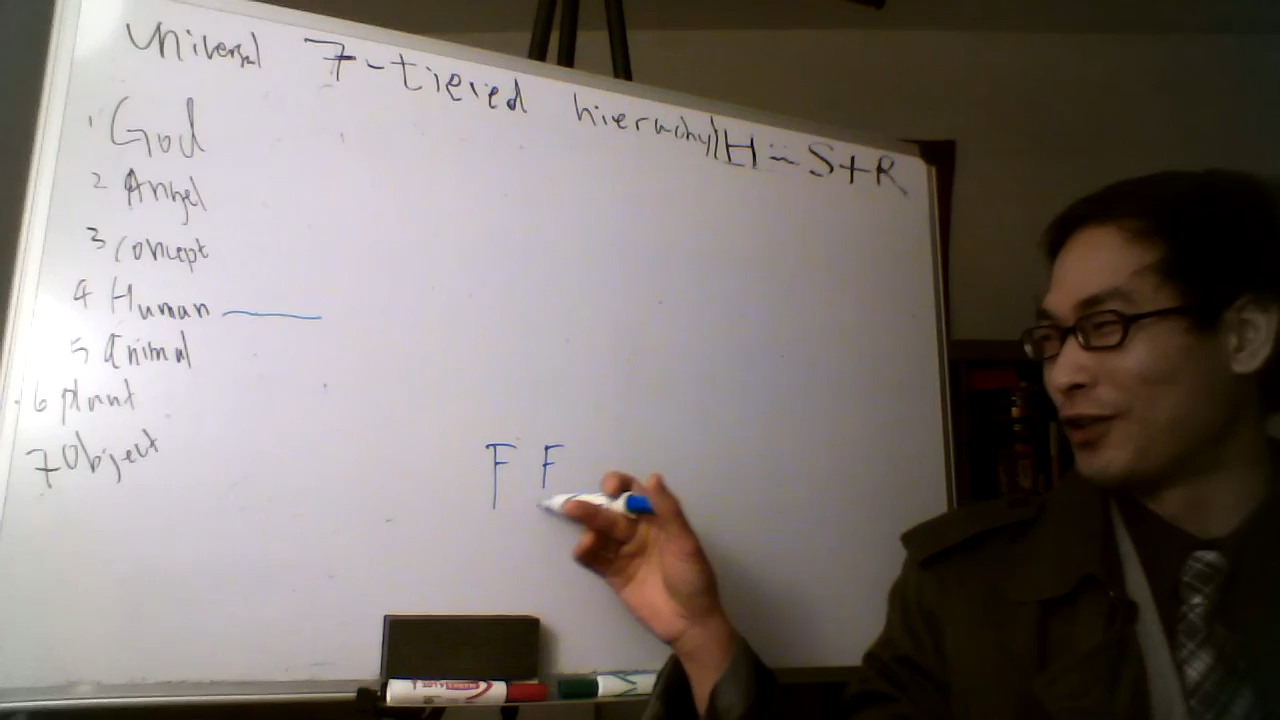 Universal 7-tiered hierarchy H = S+R
1 God
2 Angel
3 Concept
4 Human
5 Animal
6 plant
7 Object
F F